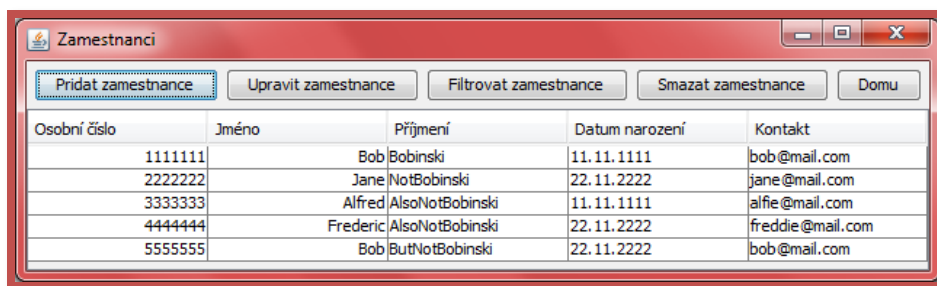 Zamestnanci
Pridat zamestnance Upravit zamestnance Filtrovat zamestnance Smazat zamestnance Domu
Osobní číslo Jméno Příjmení Datum narození Kontakt
1111111 Bob Bobinski 11.11.1111 bob@mail.com
2222222 Jane NotBobinski 22.11.2222 jane@mail.com
3333333 Alfred AlsoNotBobinski 11.11.1111 alfie@mail.com
4444444 Frederic AlsoNotBobinski 22.11.2222 freddie@mail.com
5555555 Bob ButNotBobinski 22.11.2222 bob@mail.com